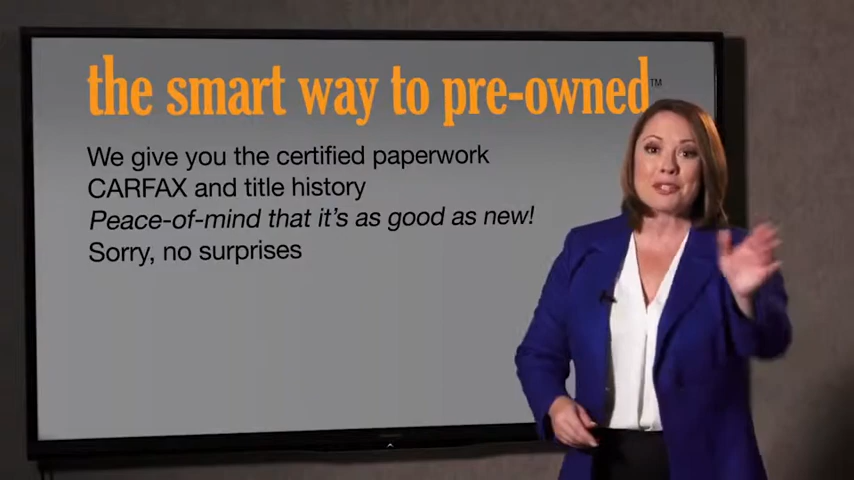 the smart way to pre-owned™
We give you the certified paperwork
CARFAX and title history
Peace-of-mind that it's as good as new!
Sorry, no surprises